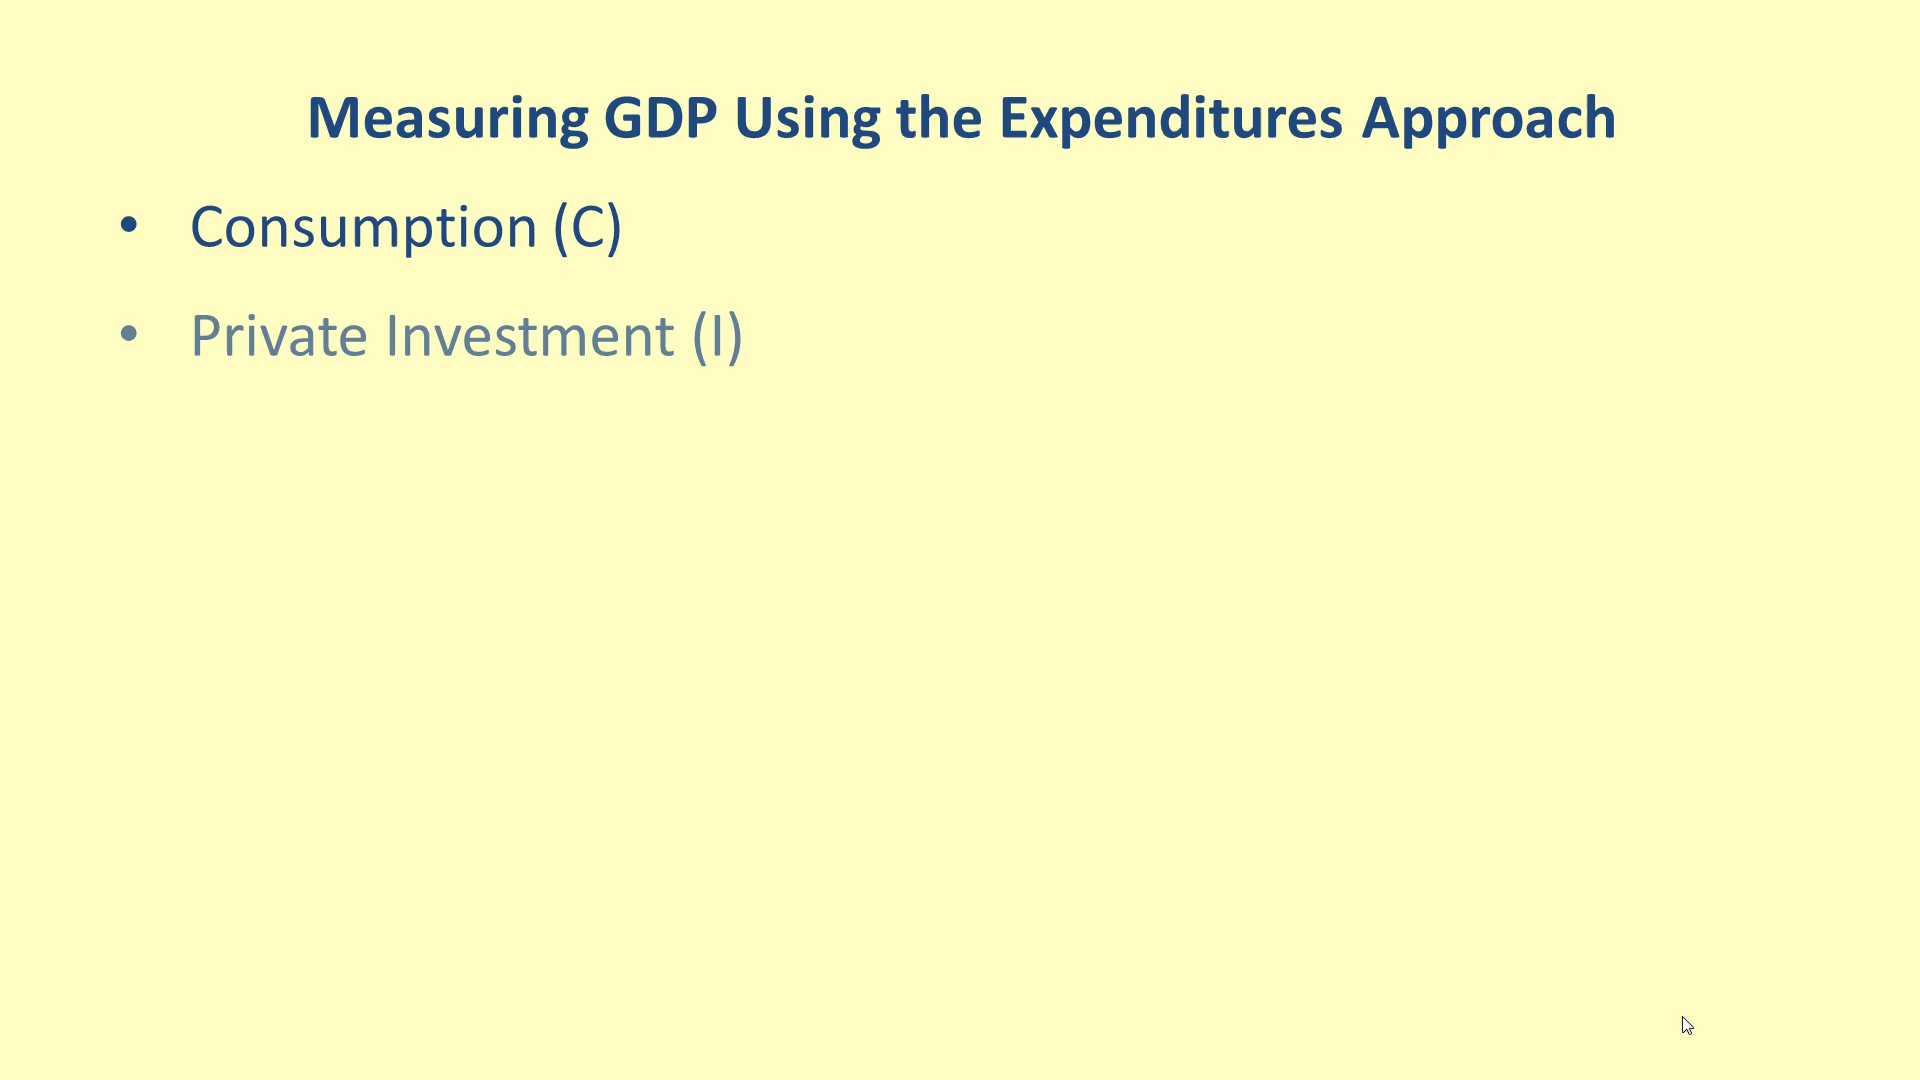 Measuring GDP Using the Expenditures Approach
• Consumption (C)
• Private Investment (I)